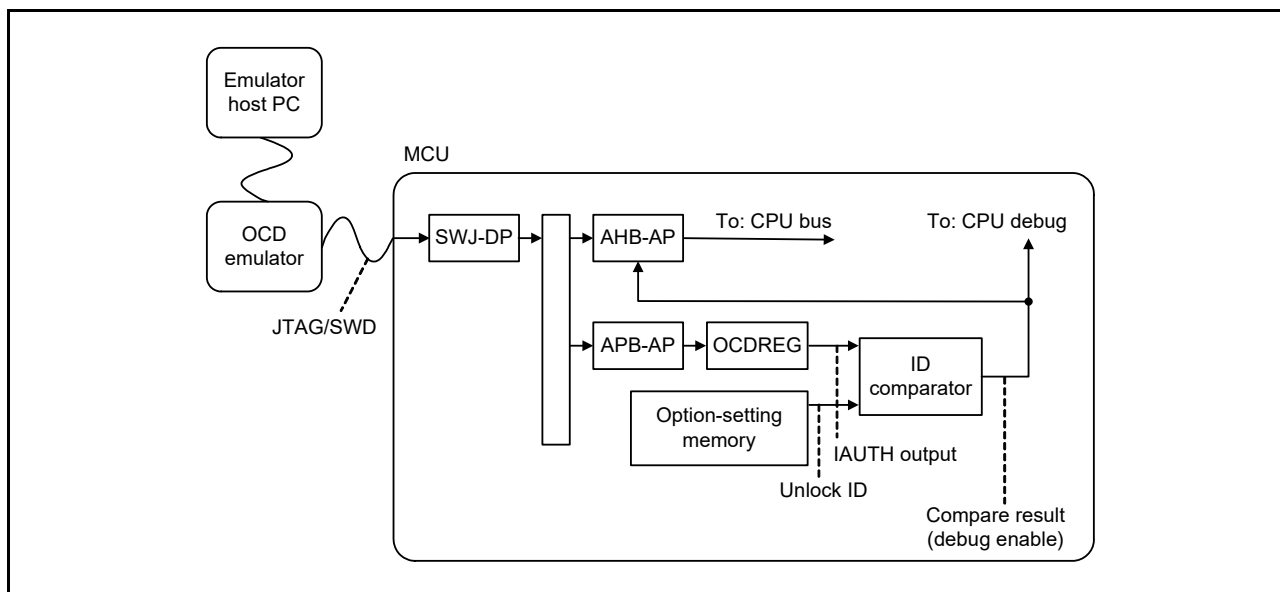 Emulator
host PC
MCU
OCD
emulator
SWJ-DP
AHB-AP
To: CPU bus
To: CPU debug
JTAG/SWD
APB-AP
OCDREG
ID
comparator
Option-setting
memory
IAUTH output
Unlock ID
Compare result
(debug enable)